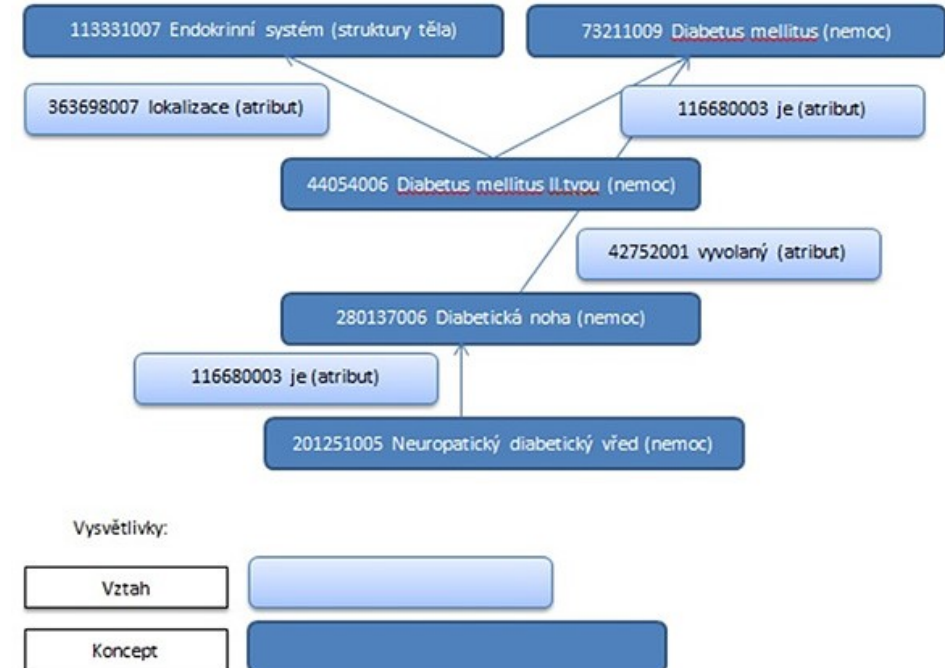 113331007 Endokrinní systém (struktury těla)
73211009 Diabetus mellitus (nemoc)
363698007 lokalizace (atribut)
116680003 je (atribut)
44054006 Diabetus mellitus II.tvpu (nemoc)
42752001 vyvolaný (atribut)
280137006 Diabetická noha (nemoc)
116680003 je (atribut)
201251005 Neuropatický diabetický vřed (nemoc)
Vysvětlivky:
Vztah
Koncept